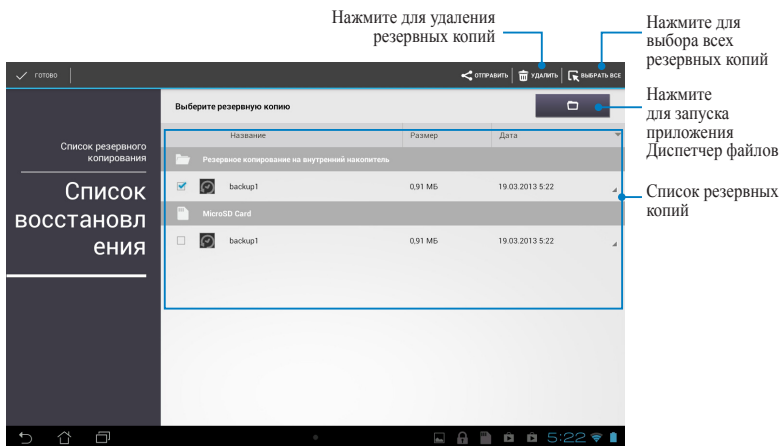 Нажмите для удаления
резервных копий
Нажмите для
выбора всех
резервных копий
ГОТОВО
ОТПРАВИТЬ
УДАЛИТЬ
ВЫБРАТЬ ВСЕ
Нажмите
для запуска
приложения
Диспетчер файлов
Выберите резервную копию
Список резервного
копирования
Список
восстановл
ения
Название Размер Дата
Резервное копирование на внутренний накопитель
backup1 0,91 МБ 19.03.2013 5:22
Список резервных
копий
MicroSD Card
backup1 0,91 МБ 19.03.2013 5:22
5:22